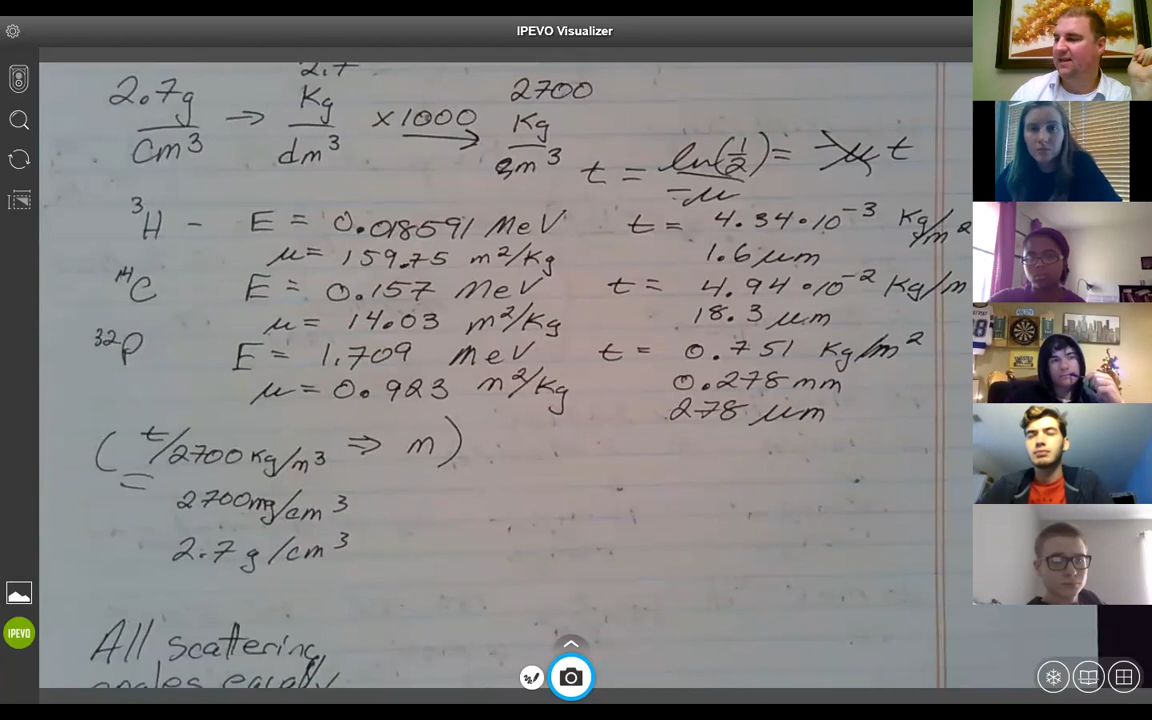 IPEVO Visualizer
2.7g/cm³ → 2.7 Kg/dm³ ×1000 → 2700 Kg/m³
t = ln(1/2)/-μ = t
³H - E = 0.018591 MeV t = 4.34·10⁻³ Kg/m²
μ = 159.75 m²/Kg 1.6 μm
¹⁴C E = 0.157 MeV t = 4.94·10⁻² Kg/m
μ = 14.03 m²/Kg 18.3 μm
³²P E = 1.709 MeV t = 0.751 Kg/m²
μ = 0.923 m²/Kg 0.278 mm
278 μm
(t/2700 Kg/m³ ⇒ m)
2700mg/cm³
2.7 g/cm³
All scattering
angles equally
IPEVO